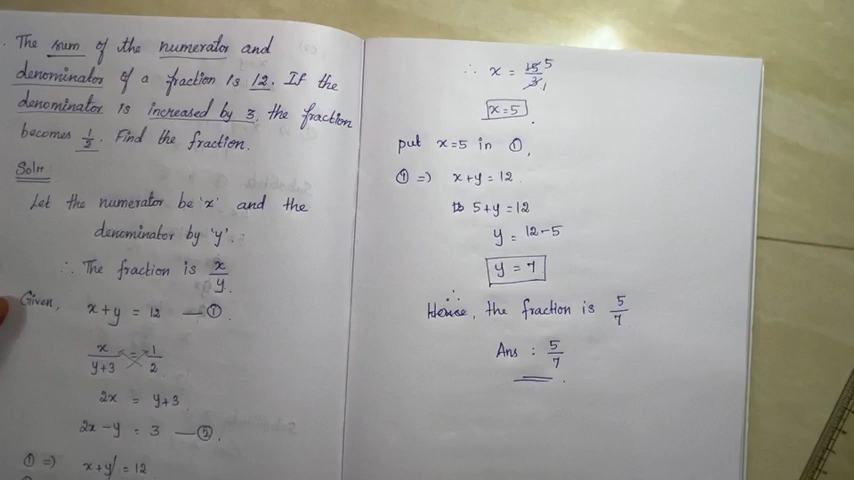 The sum of the numerator and
denominator of a fraction is 12. If the
denominator is increased by 3, the fraction
becomes 1/2. Find the fraction.
Soln
Let the numerator be 'x' and the
denominator by 'y'.
∴ The fraction is x/y.
Given,
x+y = 12 —①.
x/y+3 = 1/2
2x = y+3
2x-y = 3 —②.
① => x+y = 12
∴ x = 15/3 5 1
x=5.
put x=5 in ①,
① => x+y = 12
5+y = 12
y = 12-5
y = 7
∴ Hence, the fraction is 5/7
Ans : 5/7.